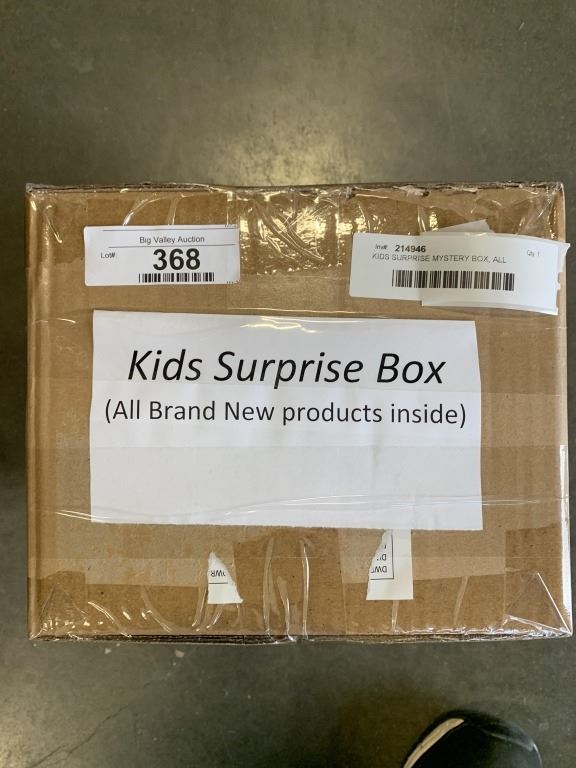 Big Valley Auction
Lot#: 368
Inv#: 214946 Qty: 1
KIDS SURPRISE MYSTERY BOX, ALL
Kids Surprise Box
(All Brand New products inside)